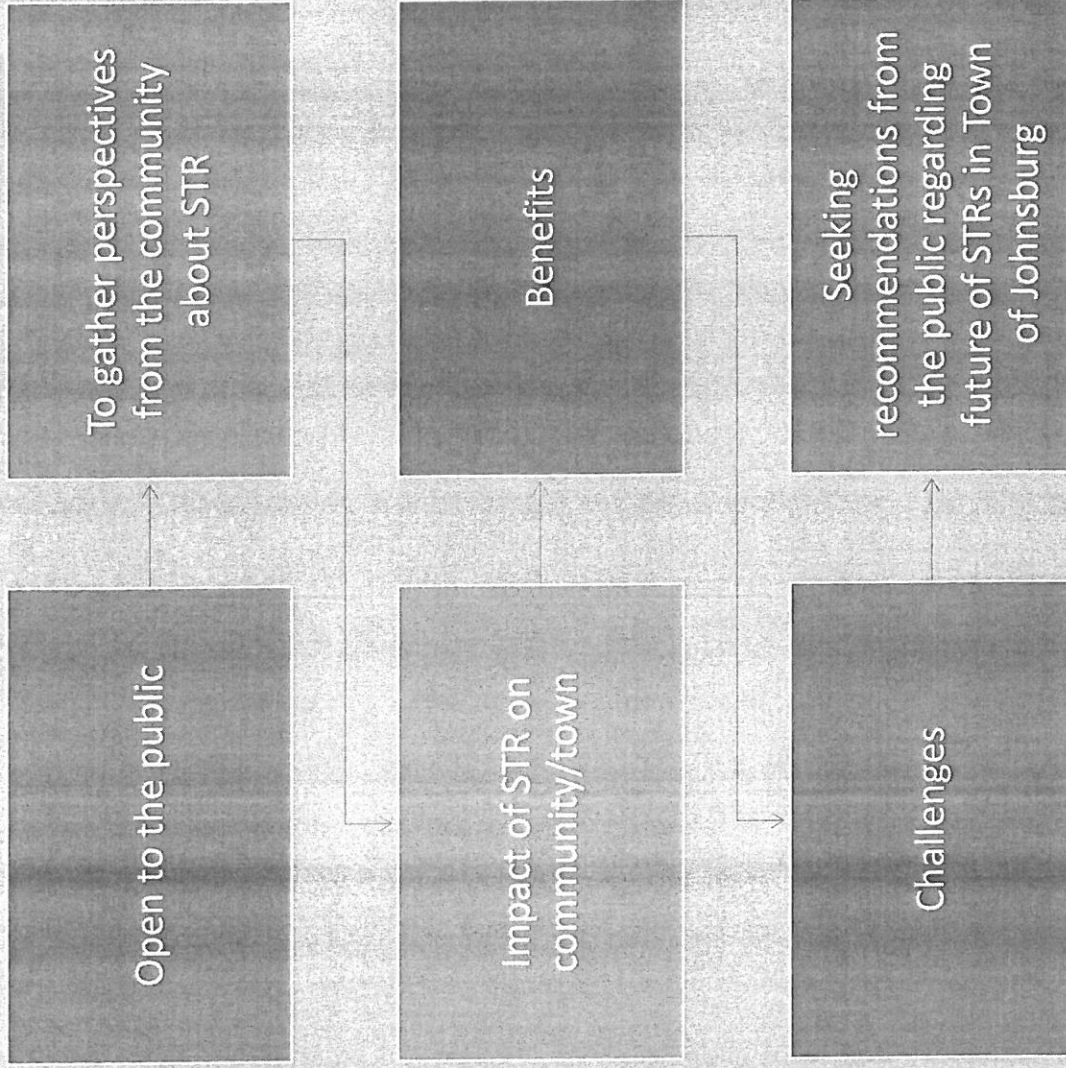 Open to the public
To gather perspectives
from the community
about STR
Impact of STR on
community/town
Benefits
Challenges
Seeking
recommendations from
the public regarding
future of STRs in Town
of Johnsburg